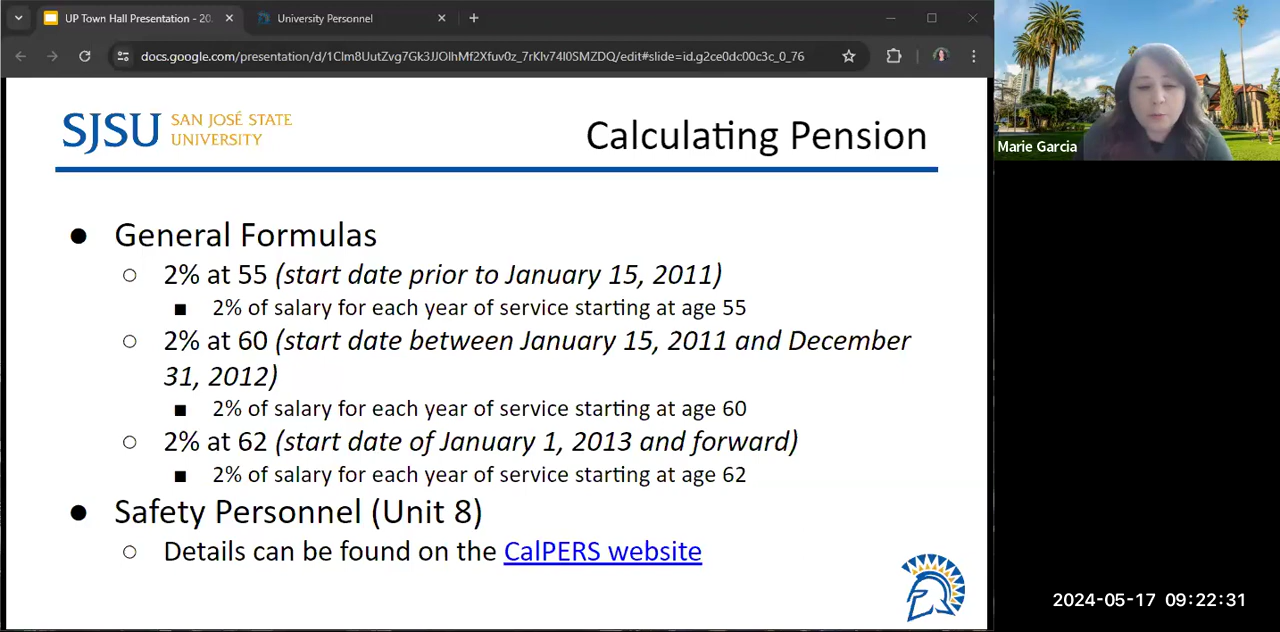 UP Town Hall Presentation - 20.
University Personnel
docs.google.com/presentation/d/1Clm8UutZvg7Gk3JJOlhMf2Xfuv0z_7rKlv74I0SMZDQ/edit#slide=id.g2ce0dc00c3c_0_76
SJSU SAN JOSÉ STATE
UNIVERSITY
Calculating Pension
Marie Garcia
● General Formulas
○ 2% at 55 (start date prior to January 15, 2011)
■ 2% of salary for each year of service starting at age 55
○ 2% at 60 (start date between January 15, 2011 and December
31, 2012)
■ 2% of salary for each year of service starting at age 60
○ 2% at 62 (start date of January 1, 2013 and forward)
■ 2% of salary for each year of service starting at age 62
● Safety Personnel (Unit 8)
○ Details can be found on the CalPERS website
2024-05-17 09:22:31